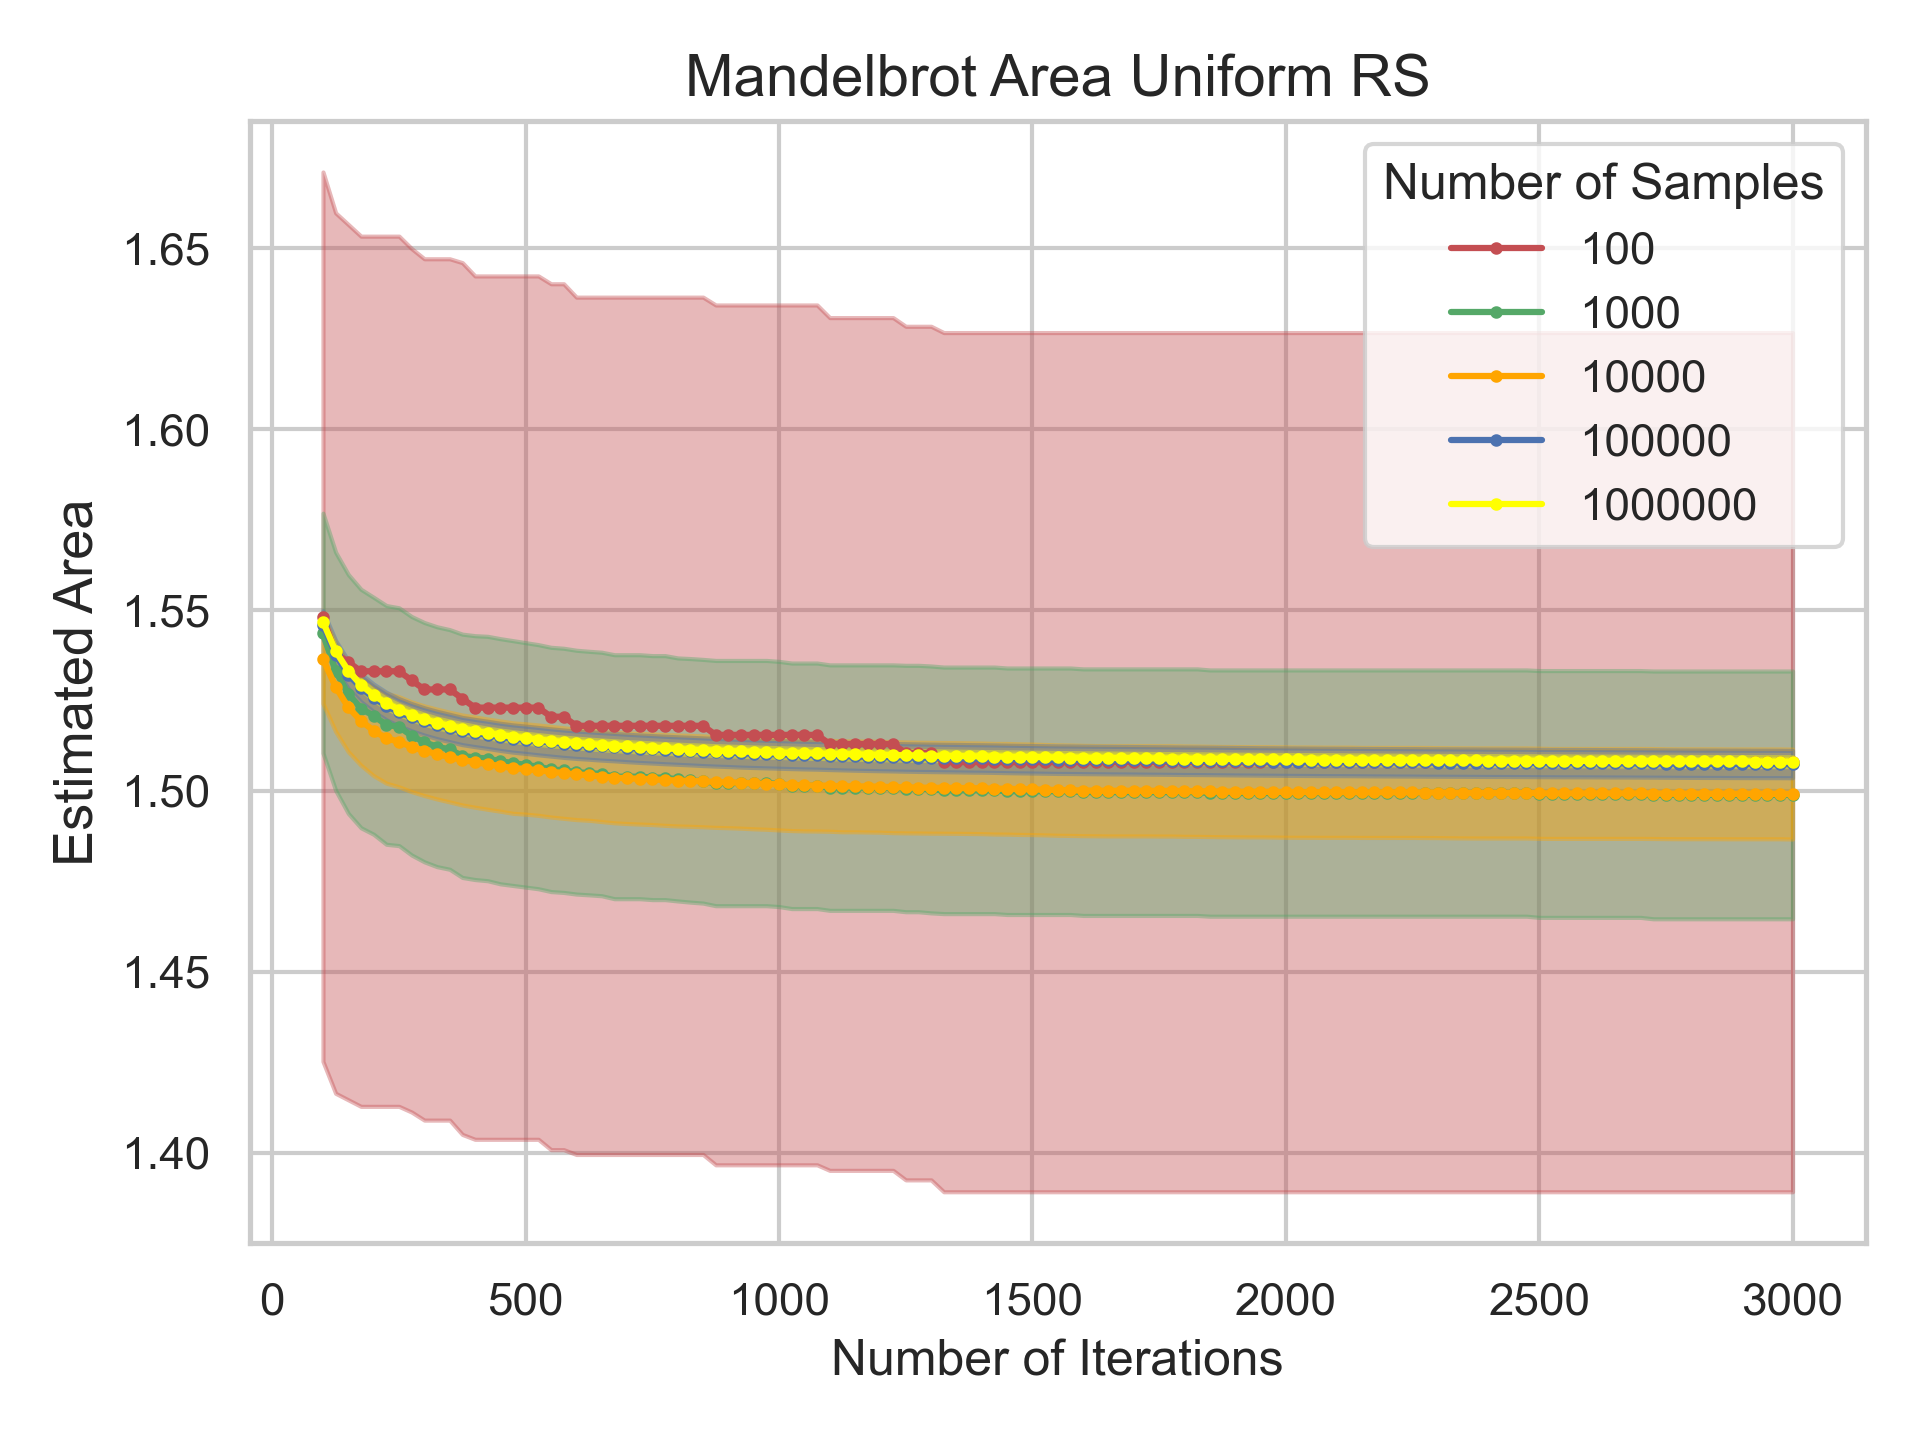 Mandelbrot Area Uniform RS
Number of Samples
100
1000
10000
100000
1000000
Estimated Area
1.65
1.60
1.55
1.50
1.45
1.40
0 500 1000 1500 2000 2500 3000
Number of Iterations